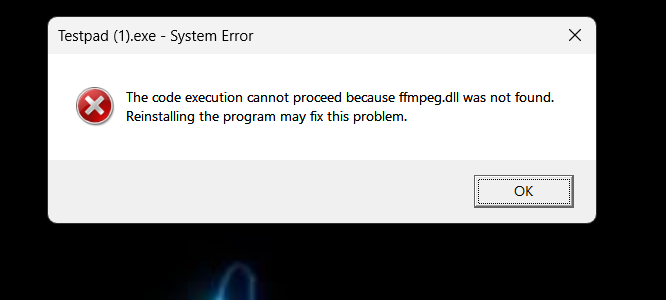 Testpad (1).exe - System Error
The code execution cannot proceed because ffmpeg.dll was not found.
Reinstalling the program may fix this problem.
OK